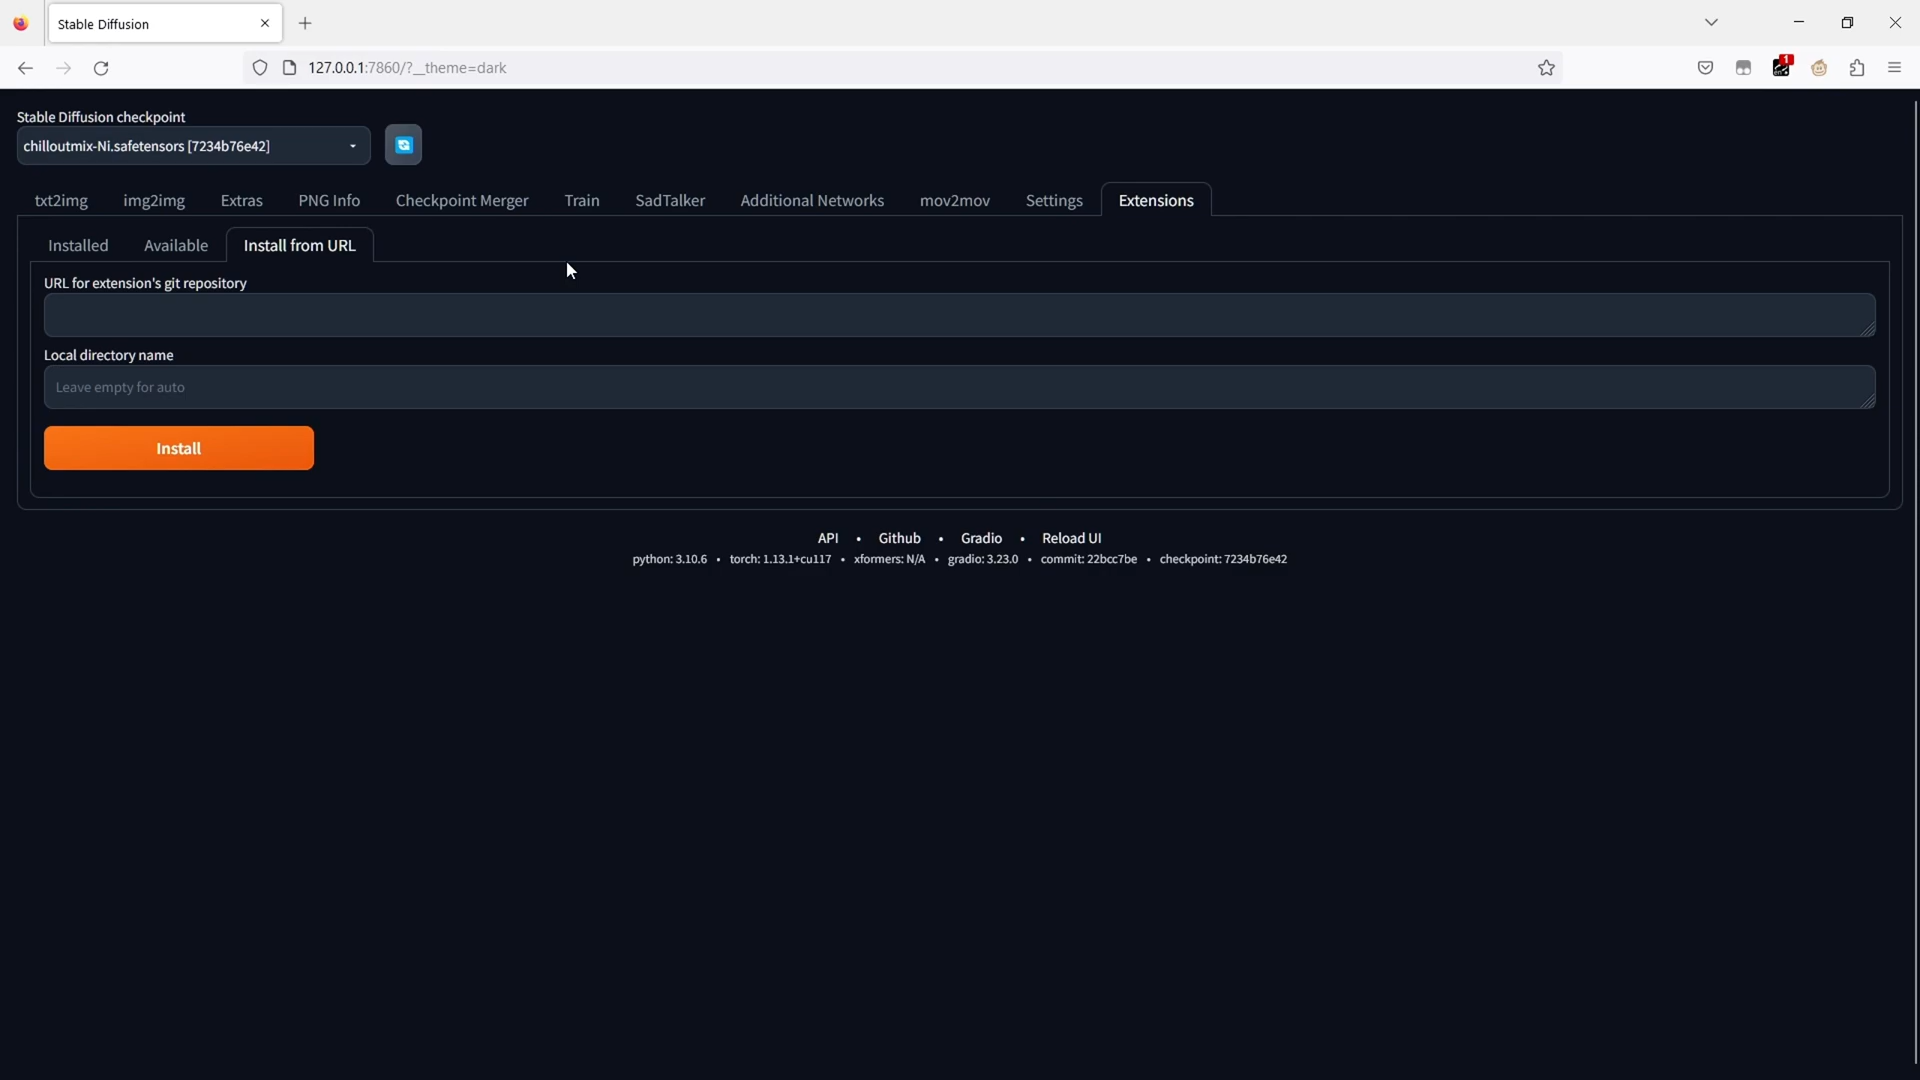 Stable Diffusion
127.0.0.1:7860/?__theme=dark
1
Stable Diffusion checkpoint
chilloutmix-Ni.safetensors [7234b76e42]
txt2img img2img Extras PNG Info Checkpoint Merger Train SadTalker Additional Networks mov2mov Settings Extensions
Installed Available Install from URL
URL for extension's git repository
Local directory name
Leave empty for auto
Install
API • Github • Gradio • Reload UI
python: 3.10.6 • torch: 1.13.1+cu117 • xformers: N/A • gradio: 3.23.0 • commit: 22bcc7be • checkpoint: 7234b76e42